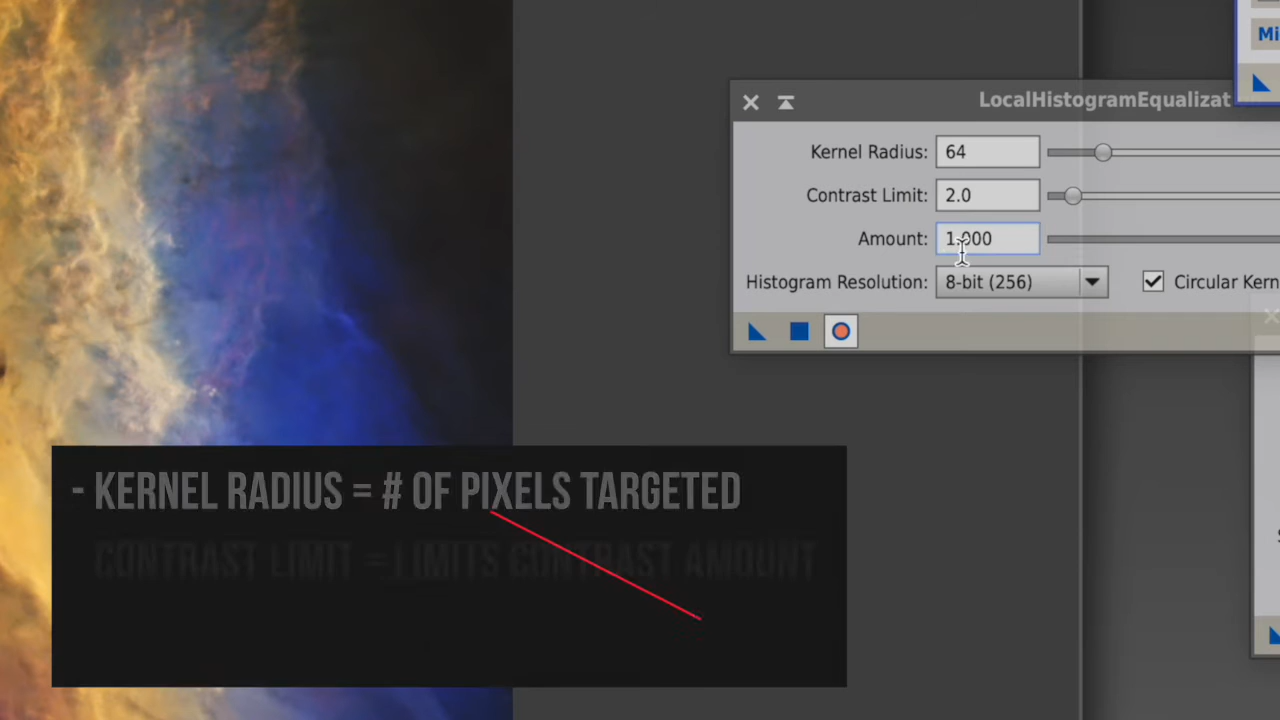 Mi
LocalHistogramEqualizat
Kernel Radius: 64
Contrast Limit: 2.0
Amount: 1.000
Histogram Resolution: 8-bit (256) Circular Kern
- KERNEL RADIUS = # OF PIXELS TARGETED
CONTRAST LIMIT = LIMITS CONTRAST AMOUNT